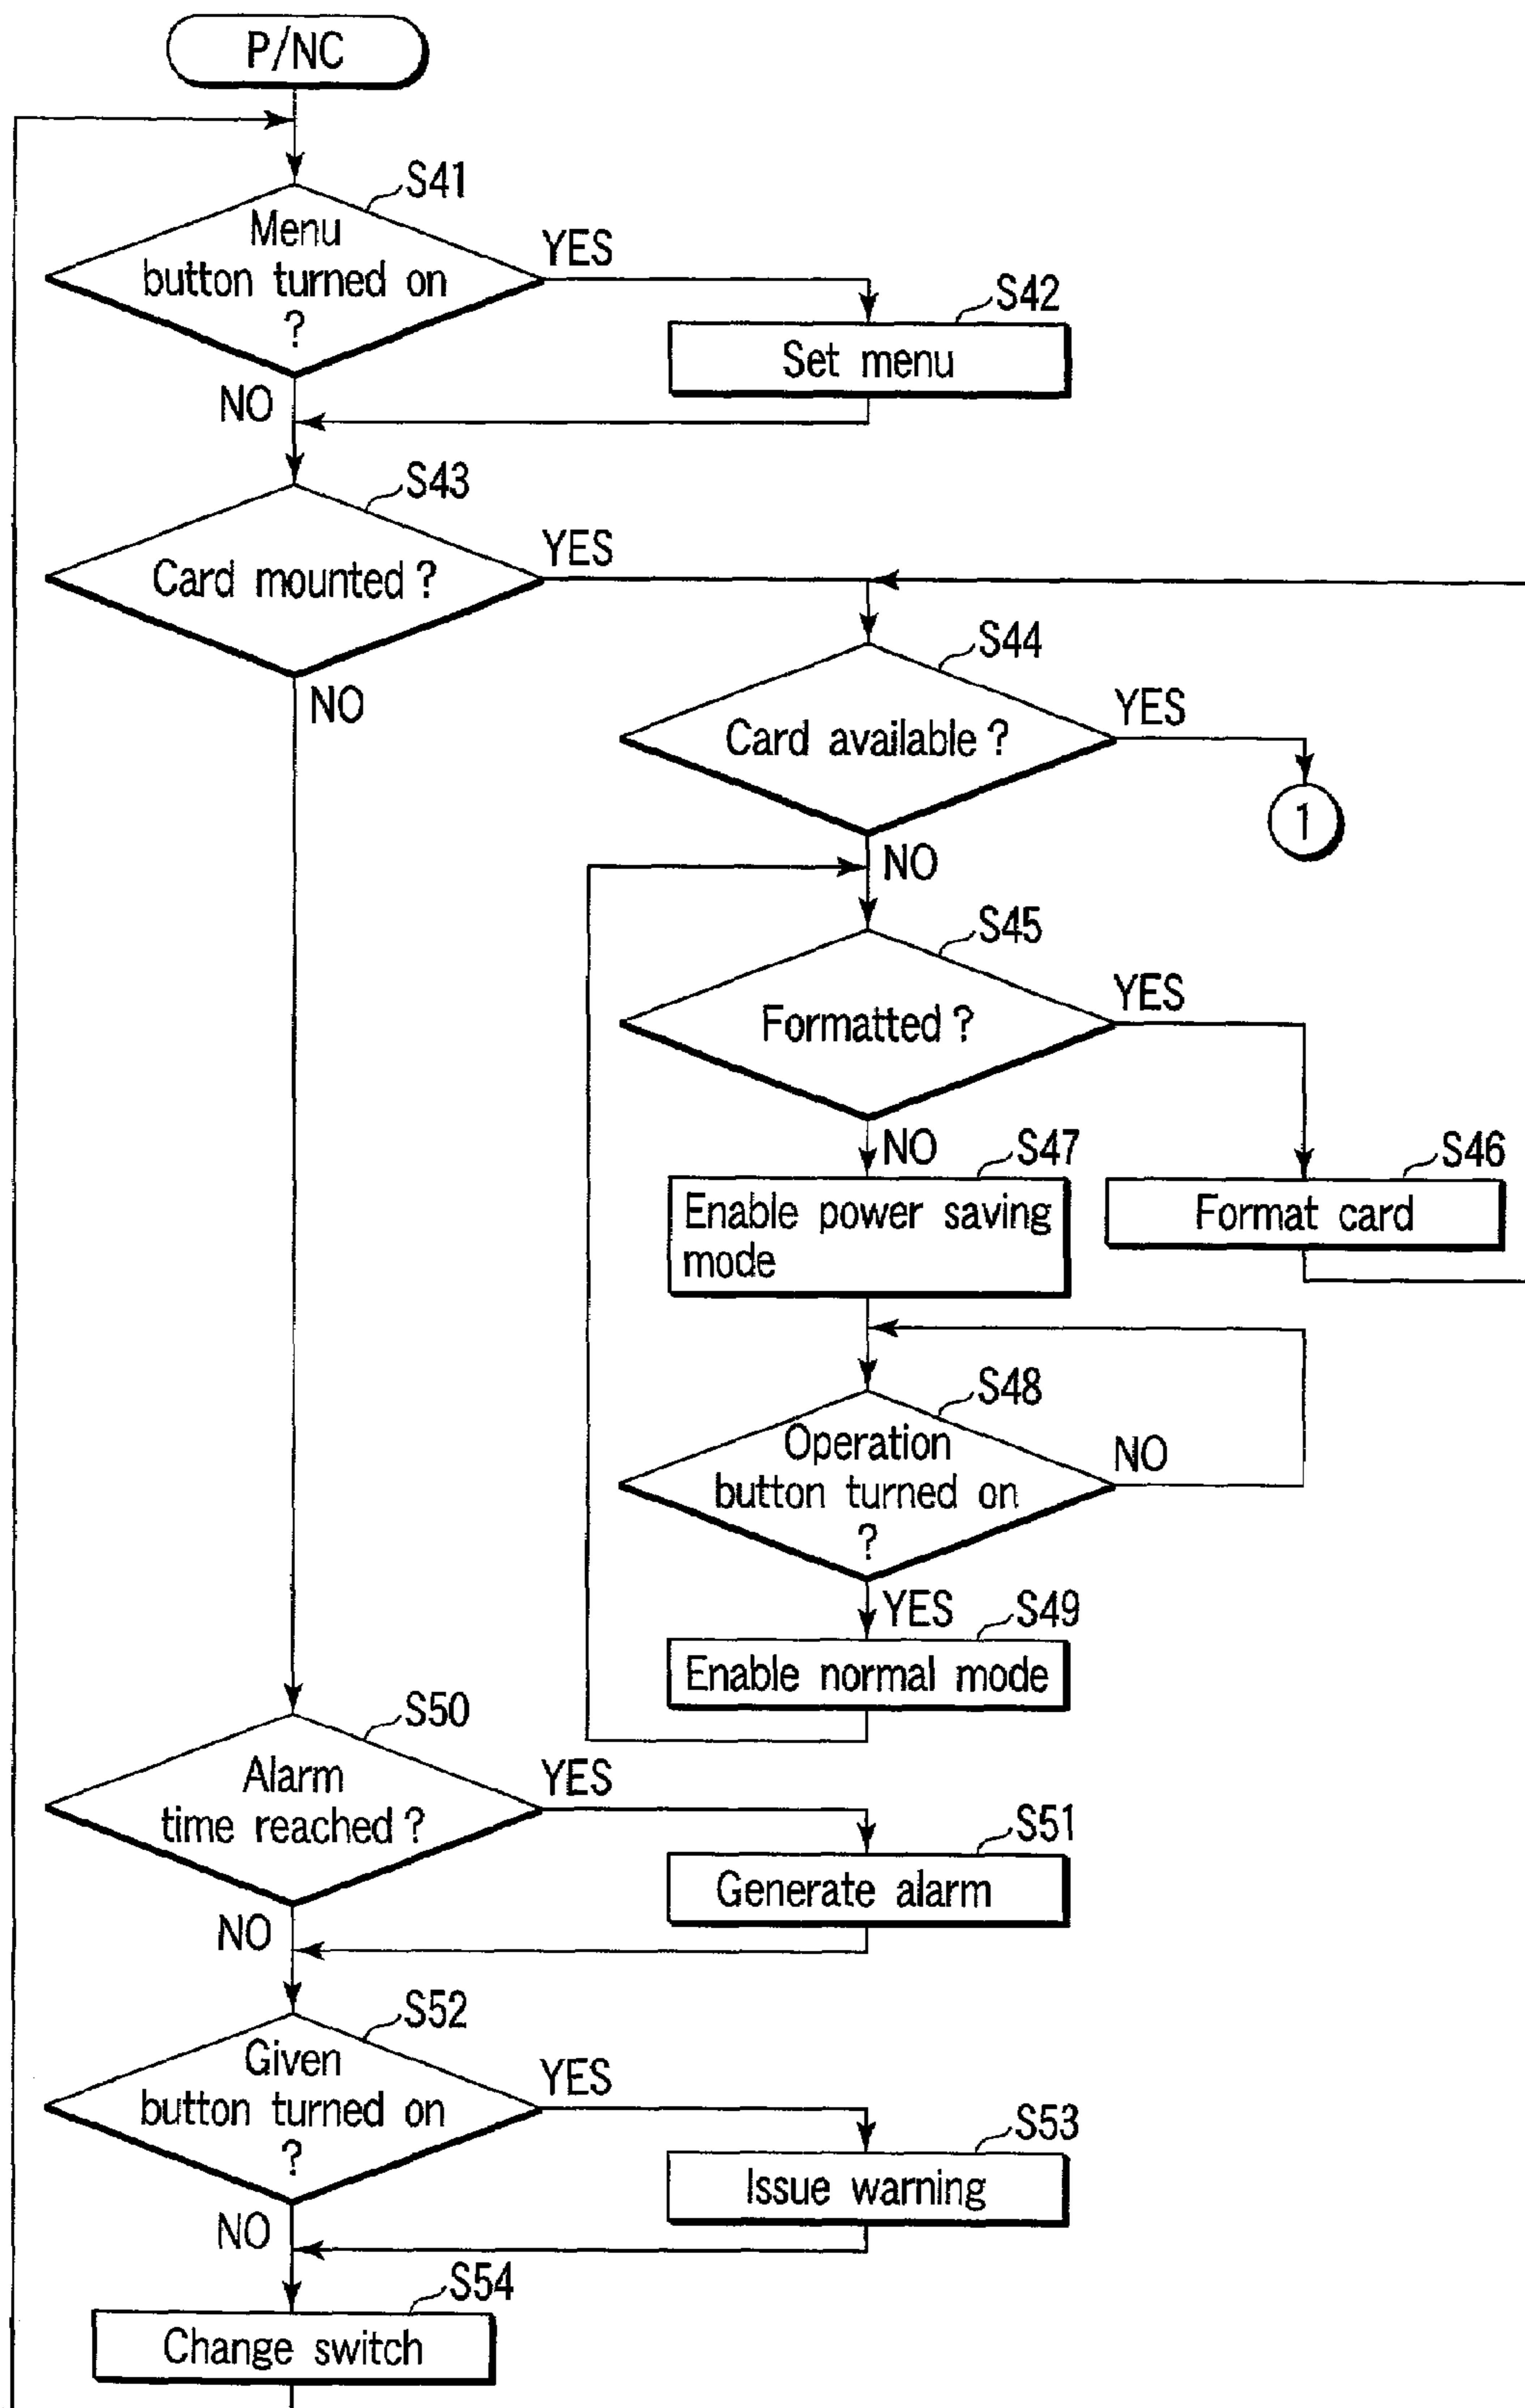 P/NC
S41
Menu
button turned on
?
YES
S42
Set menu
NO
S43
Card mounted ?
YES
NO
S44
Card available ?
YES
1
NO
S45
Formatted ?
YES
NO
S47
Enable power saving
mode
S46
Format card
S48
Operation
button turned on
?
NO
YES
S49
Enable normal mode
S50
Alarm
time reached ?
YES
S51
Generate alarm
NO
S52
Given
button turned on
?
YES
S53
Issue warning
NO
S54
Change switch